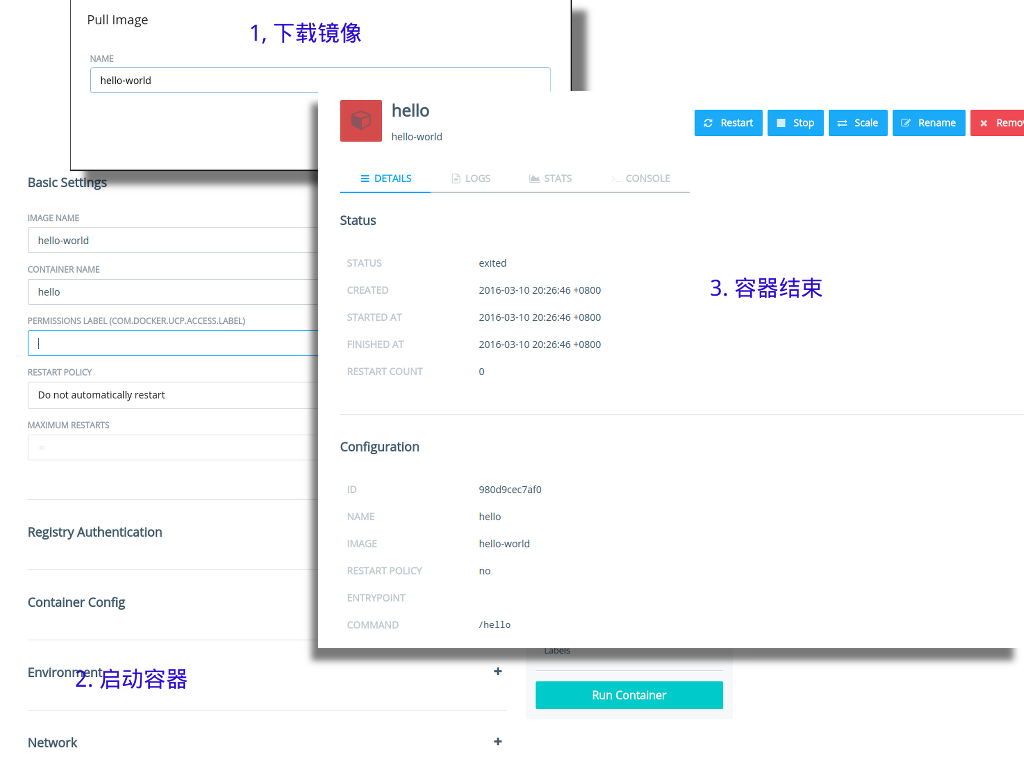 Pull Image
1, 下载镜像
NAME
hello-world
hello
hello-world
Restart
Stop
Scale
Rename
DETAILS
LOGS
STATS
CONSOLE
Status
STATUS exited
CREATED 2016-03-10 20:26:46 +0800
STARTED AT 2016-03-10 20:26:46 +0800
FINISHED AT 2016-03-10 20:26:46 +0800
RESTART COUNT 0
3. 容器结束
Configuration
ID 980d9cec7af0
NAME hello
IMAGE hello-world
RESTART POLICY no
ENTRYPOINT
COMMAND /hello
Basic Settings
IMAGE NAME
hello-world
CONTAINER NAME
hello
PERMISSIONS LABEL (COM.DOCKER.UCP.ACCESS.LABEL)
RESTART POLICY
Do not automatically restart
MAXIMUM RESTARTS
Registry Authentication
Container Config
Environment
2. 启动容器
Network
Labels
Run Container